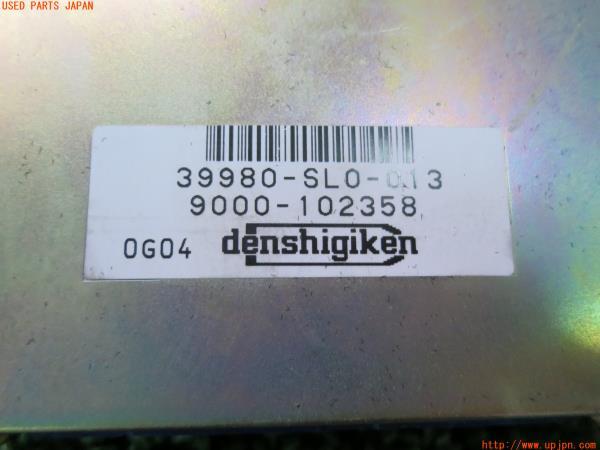 USED PARTS JAPAN
39980-SL0-013
9000-102358
0G04 denshigiken
http://www.upjpn.com/